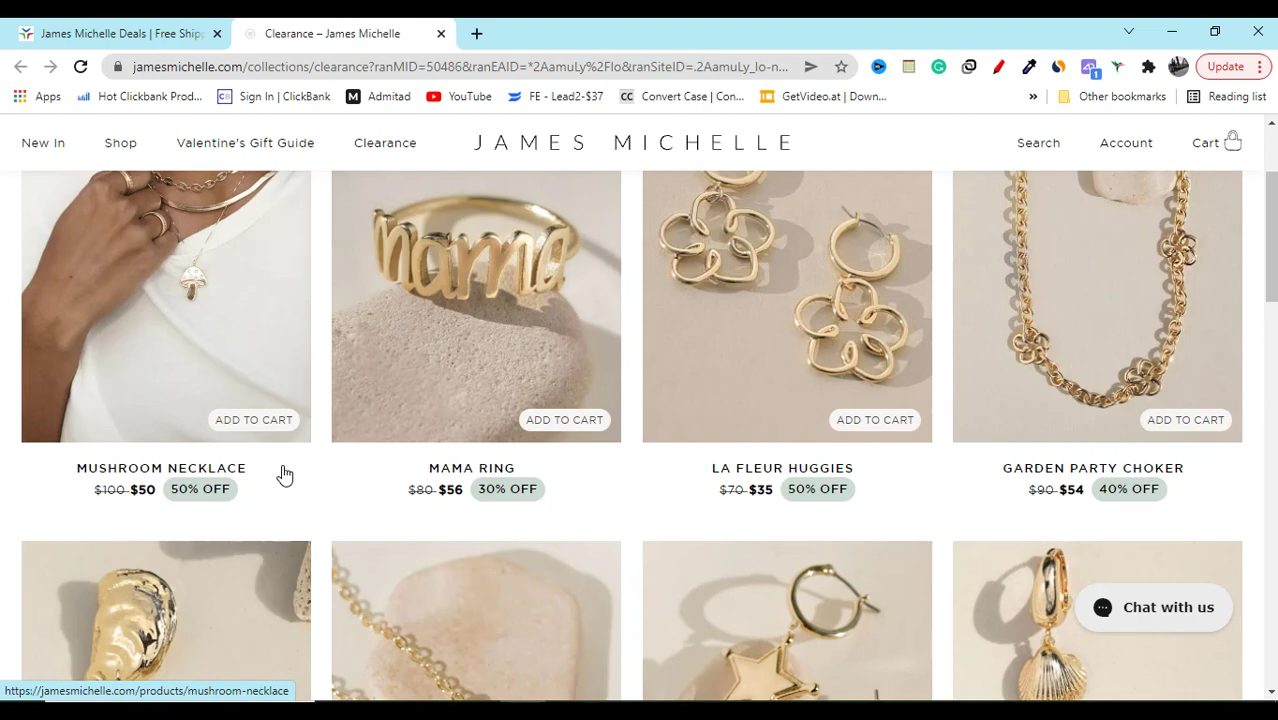 James Michelle Deals | Free Shipp
Clearance – James Michelle
jamesmichelle.com/collections/clearance?ranMID=50486&ranEAID=*2AamuLy%2Flo&ranSiteID=.2AamuLy_lo-n...
Update
Apps
Hot Clickbank Prod...
Sign In | ClickBank
Admitad
YouTube
FE - Lead2-$37
Convert Case | Con...
GetVideo.at | Down...
»
Other bookmarks
Reading list
New In
Shop
Valentine's Gift Guide
Clearance
JAMES MICHELLE
Search
Account
Cart
mama
ADD TO CART
ADD TO CART
ADD TO CART
ADD TO CART
MUSHROOM NECKLACE
$100 $50 50% OFF
MAMA RING
$80 $56 30% OFF
LA FLEUR HUGGIES
$70 $35 50% OFF
GARDEN PARTY CHOKER
$90 $54 40% OFF
Chat with us
https://jamesmichelle.com/products/mushroom-necklace